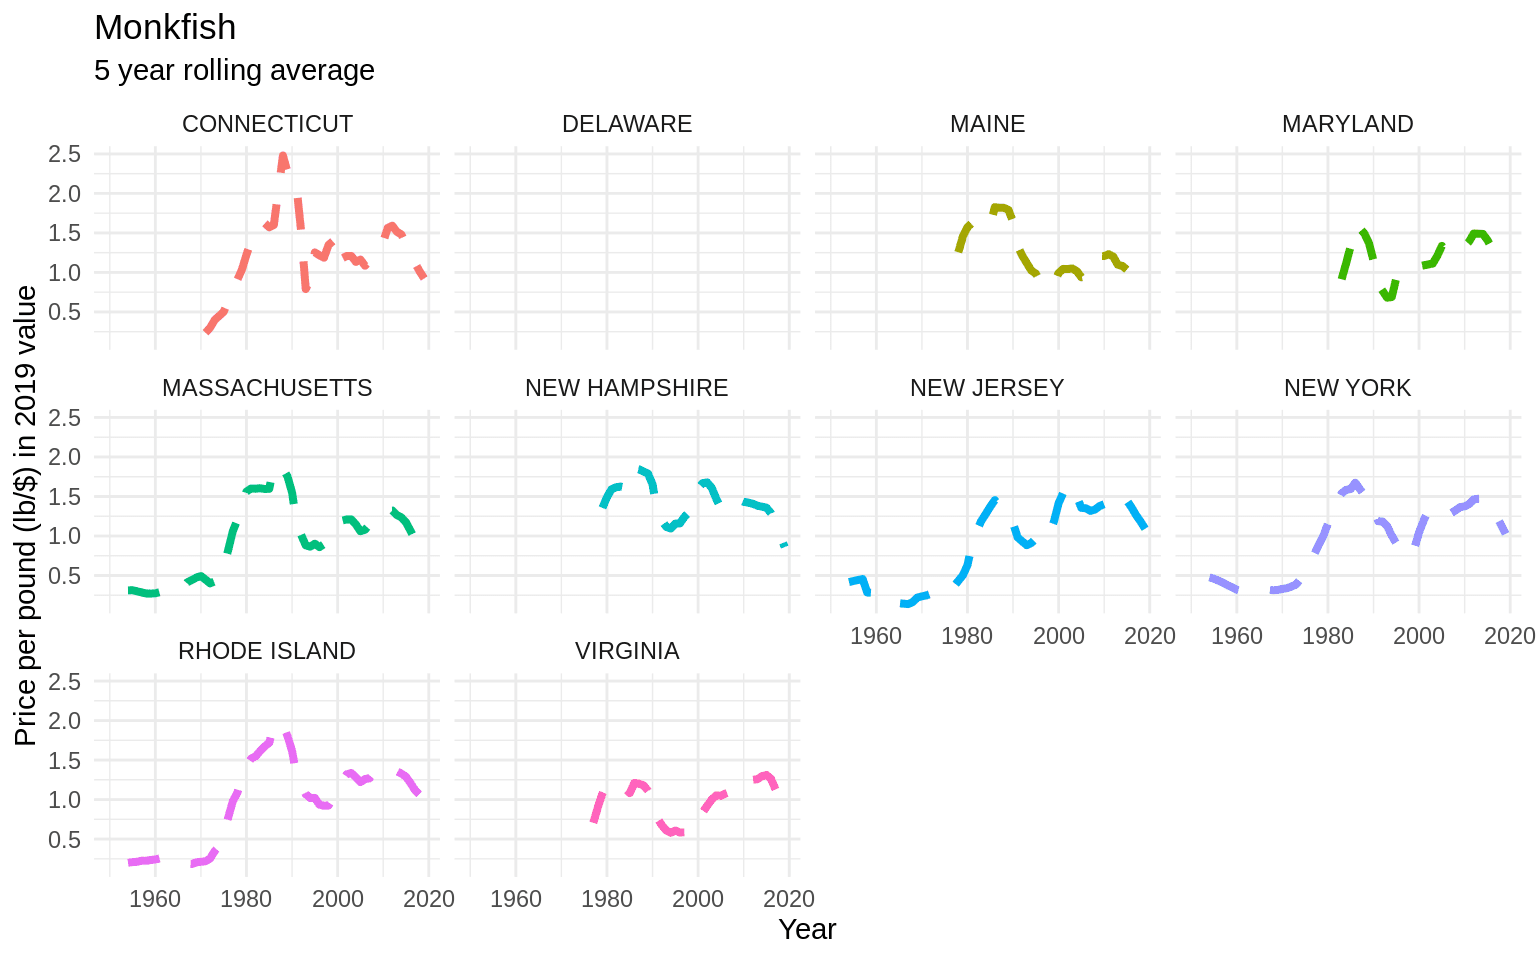 Monkfish
5 year rolling average
Price per pound (lb/$) in 2019 value
CONNECTICUT
DELAWARE
MAINE
MARYLAND
2.5
2.0
1.5
1.0
0.5
MASSACHUSETTS
NEW HAMPSHIRE
NEW JERSEY
NEW YORK
2.5
2.0
1.5
1.0
0.5
1960 1980 2000 2020
1960 1980 2000 2020
RHODE ISLAND
VIRGINIA
2.5
2.0
1.5
1.0
0.5
1960 1980 2000 2020
1960 1980 2000 2020
Year